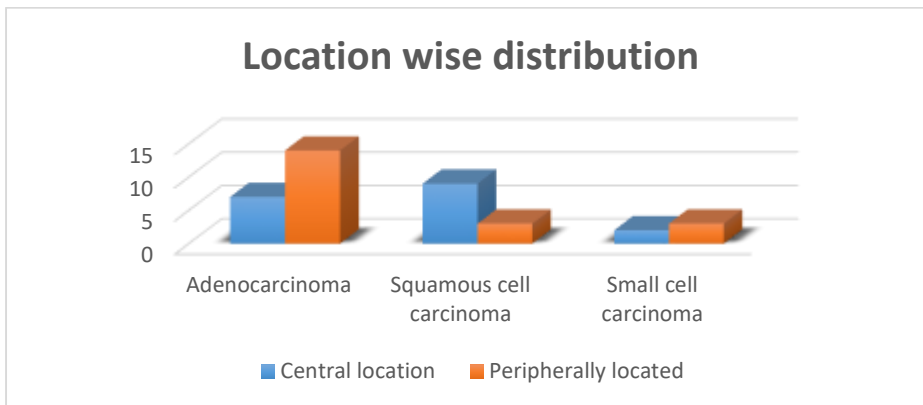 Location wise distribution
15
10
5
0
Adenocarcinoma
Squamous cell
carcinoma
Small cell
carcinoma
Central location
Peripherally located